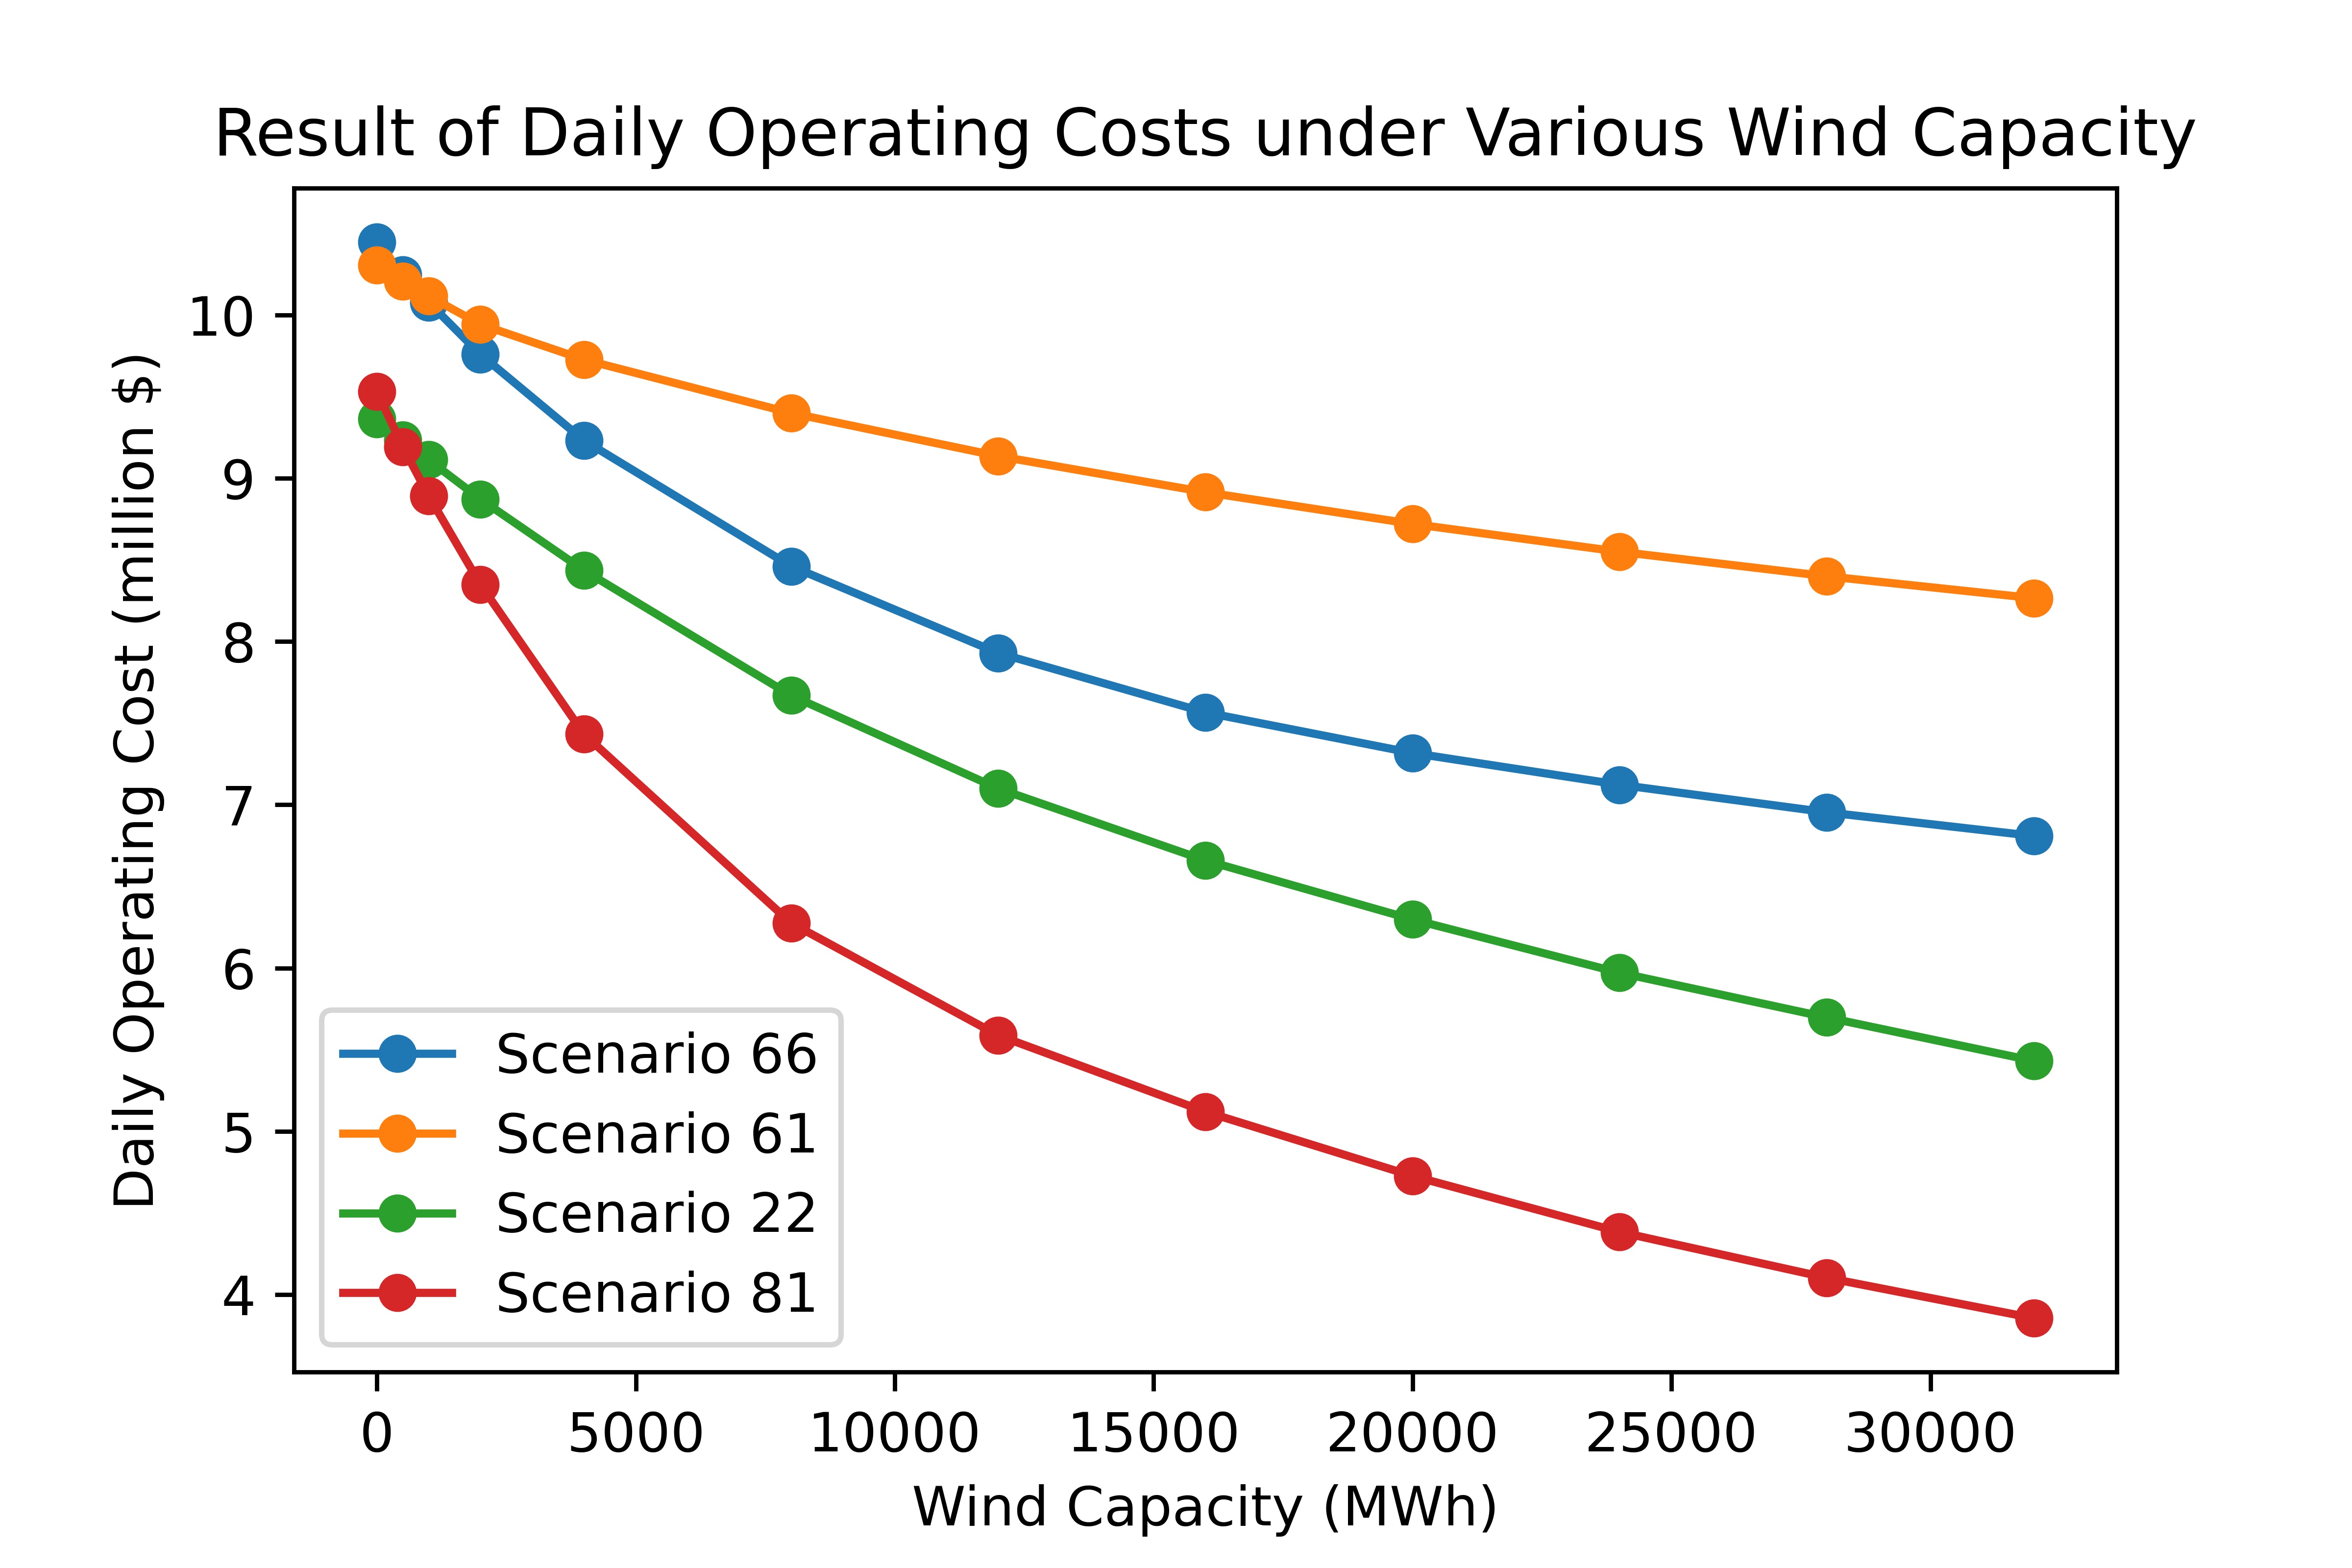 Result of Daily Operating Costs under Various Wind Capacity
Daily Operating Cost (million $)
10
9
8
7
6
5
4
Scenario 66
Scenario 61
Scenario 22
Scenario 81
0 5000 10000 15000 20000 25000 30000
Wind Capacity (MWh)